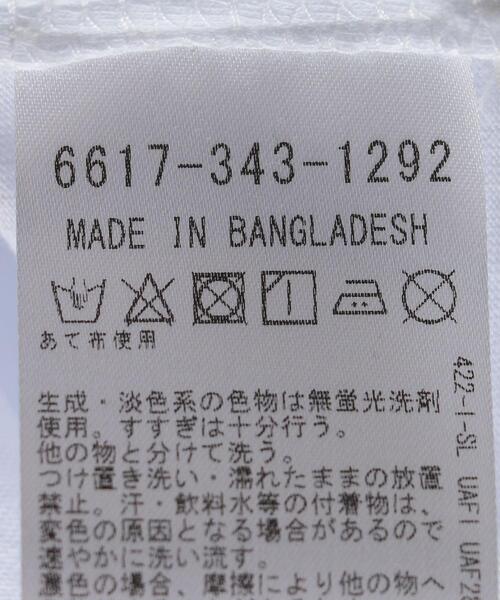 6617-343-1292
MADE IN BANGLADESH
あて布使用
生成・淡色系の色物は無蛍光洗剤
使用。すすぎは十分行う。
他の物と分けて洗う。
つけ置き洗い・濡れたままの放置
禁止。汗・飲料水等の付着物は、
変色の原因となる場合があるので
速やかに洗い流す。
濃色の場合、摩擦により他の物へ
422-I-SL UAF1 UAF28